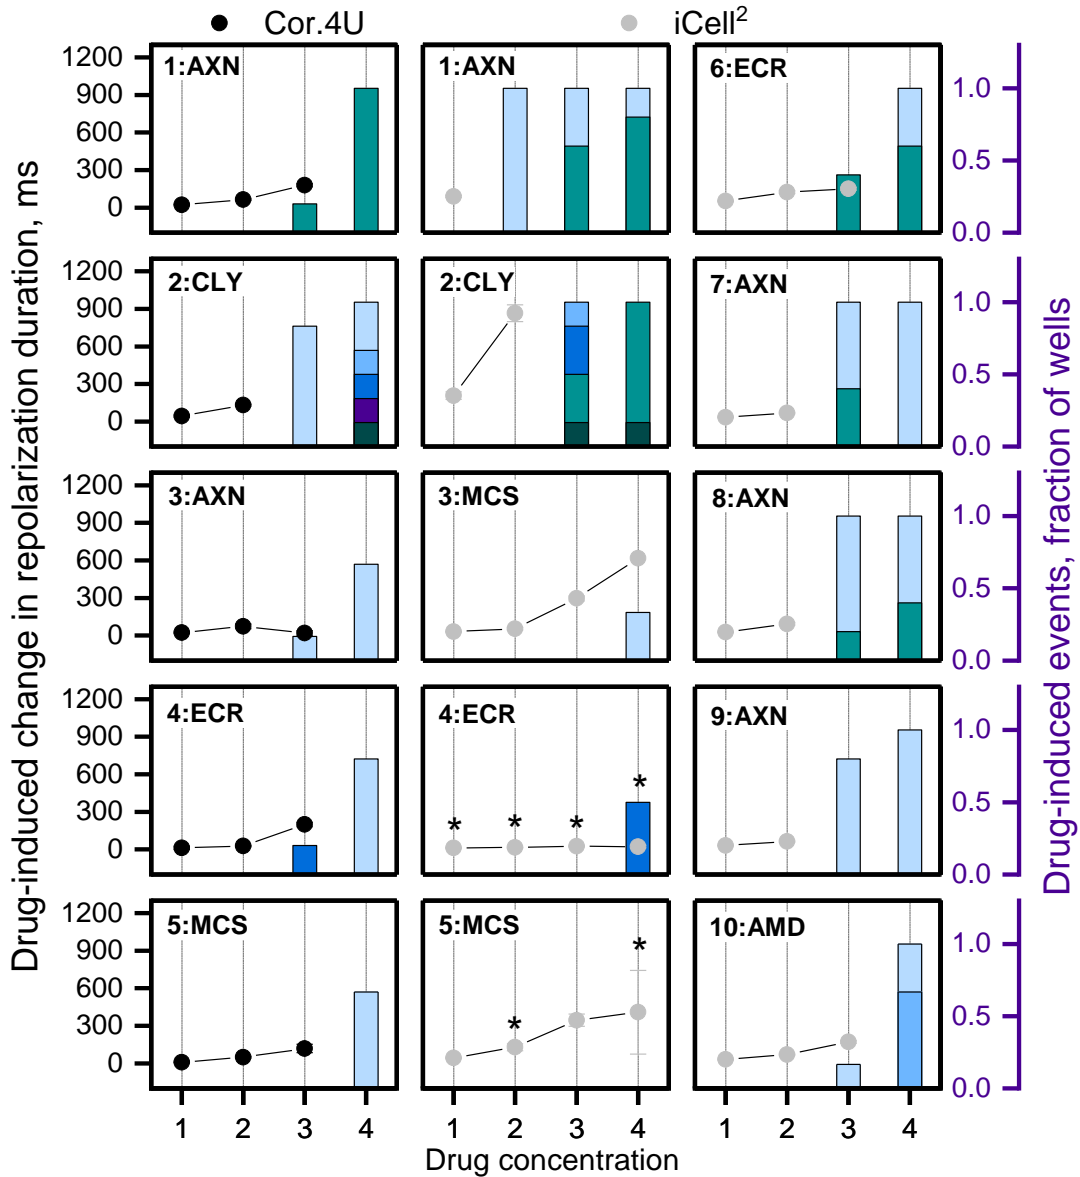 Cor.4U iCell²
1200 1:AXN 1:AXN 6:ECR
900 1.0
600
300 0.5
0 0.0
1200 2:CLY 2:CLY 7:AXN
900 1.0
600
300 0.5
0 0.0
1200 3:AXN 3:MCS 8:AXN
900 1.0
600
300 0.5
0 0.0
1200 4:ECR 4:ECR 9:AXN
900 1.0
600 *
300 * * * 0.5
0 0.0
1200 5:MCS 5:MCS 10:AMD
900 * 1.0
600
300 * 0.5
0 0.0
1 2 3 4 1 2 3 4 1 2 3 4
Drug concentration
Drug-induced change in repolarization duration, ms
Drug-induced events, fraction of wells